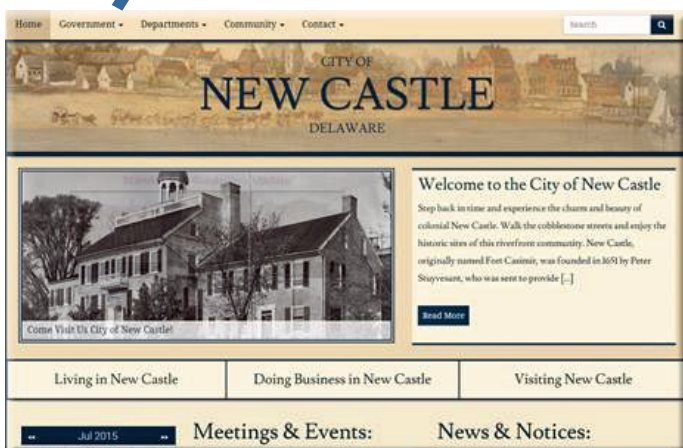 Home Government Departments Community Contact Search
CITY OF
NEW CASTLE
DELAWARE
Come Visit Us City of New Castle!
Welcome to the City of New Castle
Step back in time and experience the charm and beauty of
colonial New Castle. Walk the cobblestone streets and enjoy the
historic sites of this riverfront community. New Castle,
originally named Fort Casimir, was founded in 1651 by Peter
Stuyvesant, who was sent to provide [...]
Read More
Living in New Castle Doing Business in New Castle Visiting New Castle
« Jul 2015 » Meetings & Events: News & Notices: